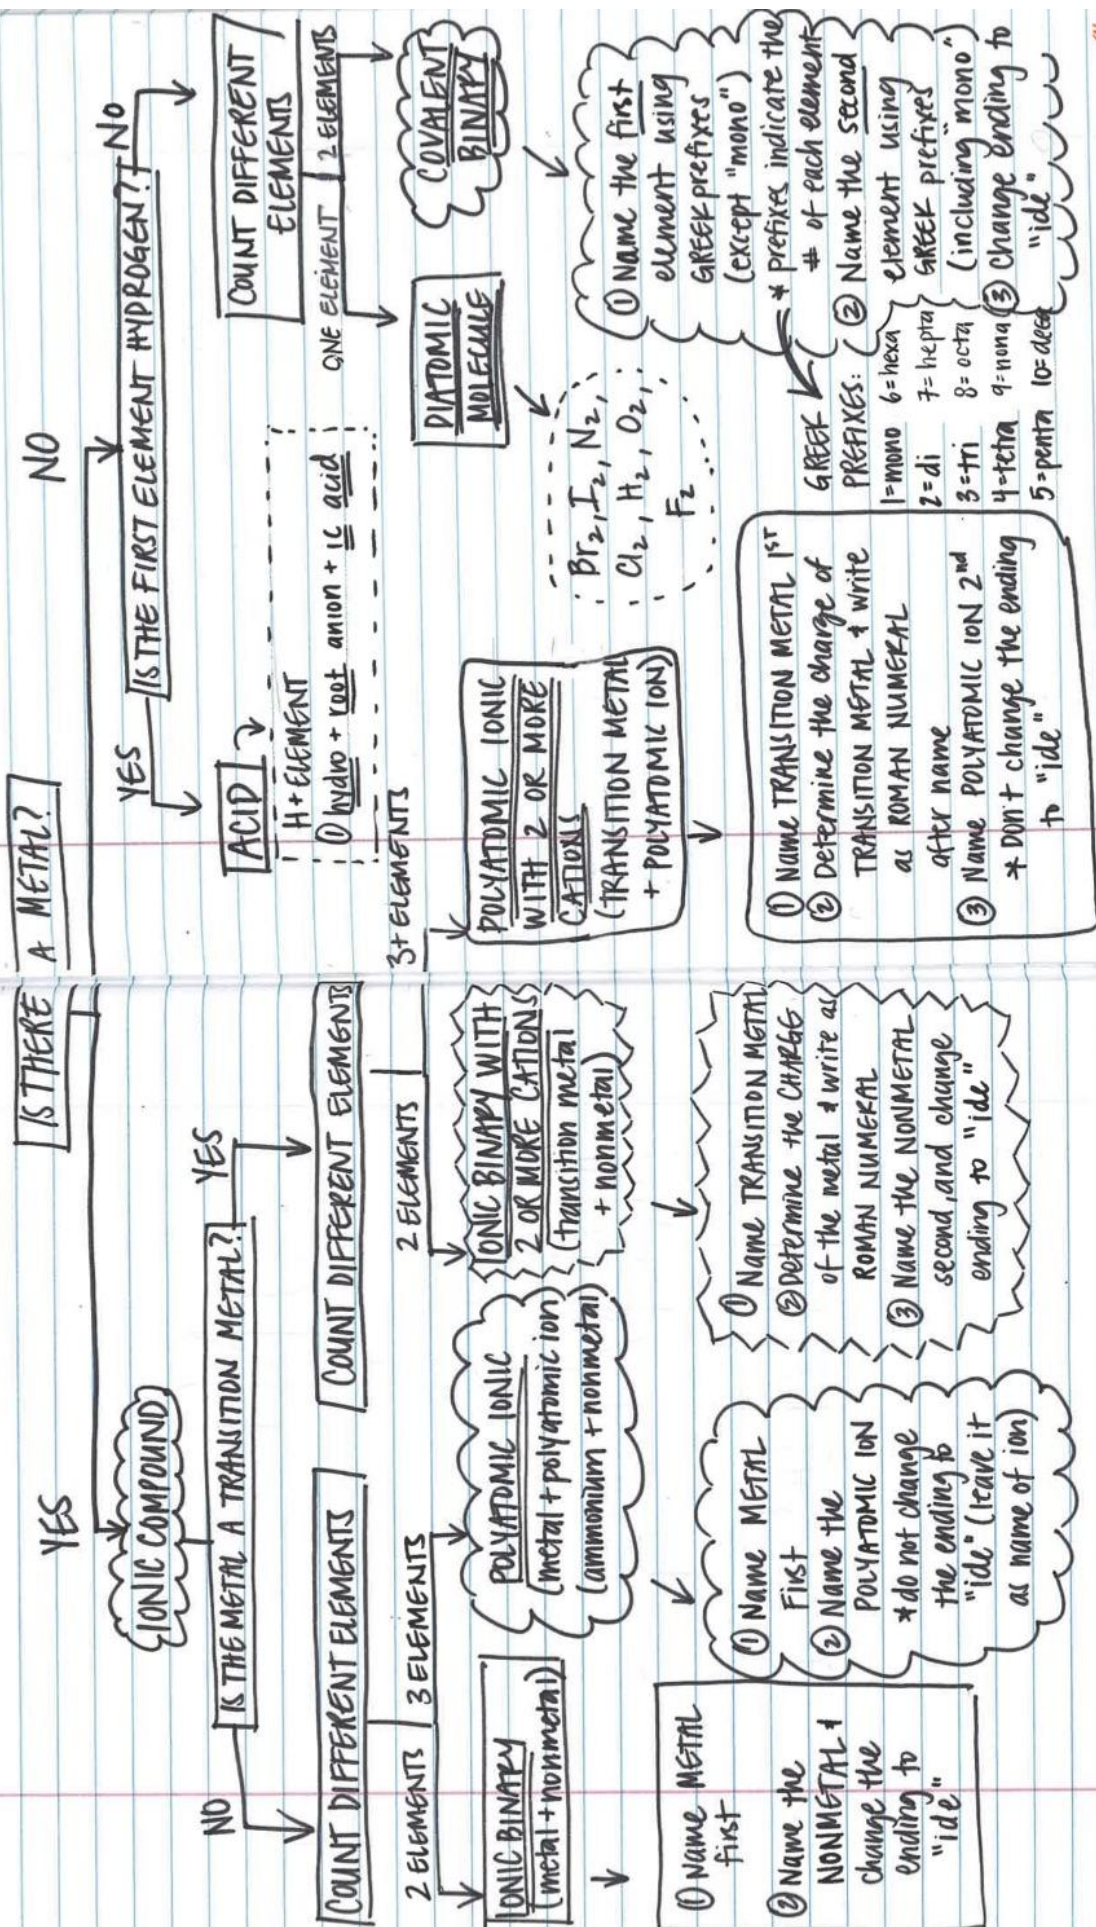 IS THERE A METAL?
YES
NO
IONIC COMPOUND
IS THE METAL A TRANSITION METAL?
NO
YES
COUNT DIFFERENT ELEMENTS
2 ELEMENTS
3 ELEMENTS
IONIC BINARY
(metal + nonmetal)
① Name METAL
first
② Name the
NONMETAL &
change the
ending to
"ide"
POLYATOMIC IONIC
(metal + polyatomic ion)
(ammonium + nonmetal)
① Name METAL
First
② Name the
POLYATOMIC ION
* do not change
the ending to
"ide" (leave it
as name of ion)
COUNT DIFFERENT ELEMENTS
2 ELEMENTS
3+ ELEMENTS
IONIC BINARY WITH
2 OR MORE CATIONS
(transition metal
+ nonmetal)
① Name TRANSITION METAL
② Determine the CHARGE
of the metal & write as
ROMAN NUMERAL
③ Name the NONMETAL
second, and change
ending to "ide"
POLYATOMIC IONIC
WITH 2 OR MORE
CATIONS
(TRANSITION METAL
+ POLYATOMIC ION)
① Name TRANSITION METAL 1ST
② Determine the charge of
TRANSITION METAL & write
as ROMAN NUMERAL
after name
③ Name POLYATOMIC ION 2nd
* Don't change the ending
to "ide"
IS THE FIRST ELEMENT HYDROGEN?
YES
NO
ACID
H + ELEMENT
① hydro + root anion + ic acid
COUNT DIFFERENT
ELEMENTS
ONE ELEMENT
2 ELEMENTS
DIATOMIC
MOLECULE
Br2, I2, N2,
Cl2, H2, O2,
F2
COVALENT
BINARY
① Name the first
element using
GREEK prefixes
(except "mono")
* prefixes indicate the
# of each element
② Name the second
element using
GREEK prefixes
(including "mono")
③ Change ending to
"ide"
GREEK
PREFIXES:
1=mono 6=hexa
2=di 7=hepta
3=tri 8=octa
4=tetra 9=nona
5=penta 10=deca